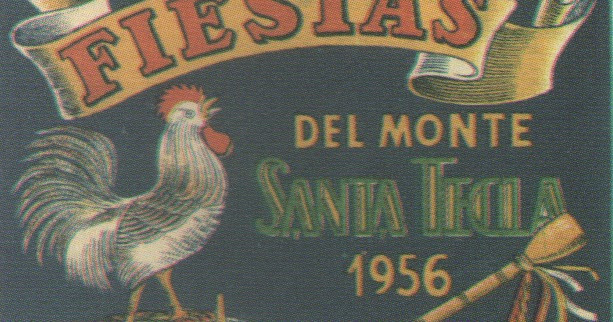 FIESTAS
DEL MONTE
SANTA TECLA
1956